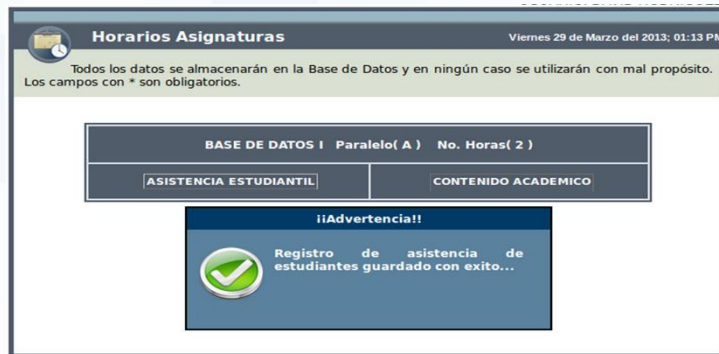 Horarios Asignaturas
Viernes 29 de Marzo del 2013; 01:13 PM
Todos los datos se almacenarán en la Base de Datos y en ningún caso se utilizarán con mal propósito.
Los campos con * son obligatorios.
BASE DE DATOS I Paralelo( A ) No. Horas( 2 )
ASISTENCIA ESTUDIANTIL
CONTENIDO ACADEMICO
¡¡Advertencia!!
Registro de asistencia de
estudiantes guardado con exito...